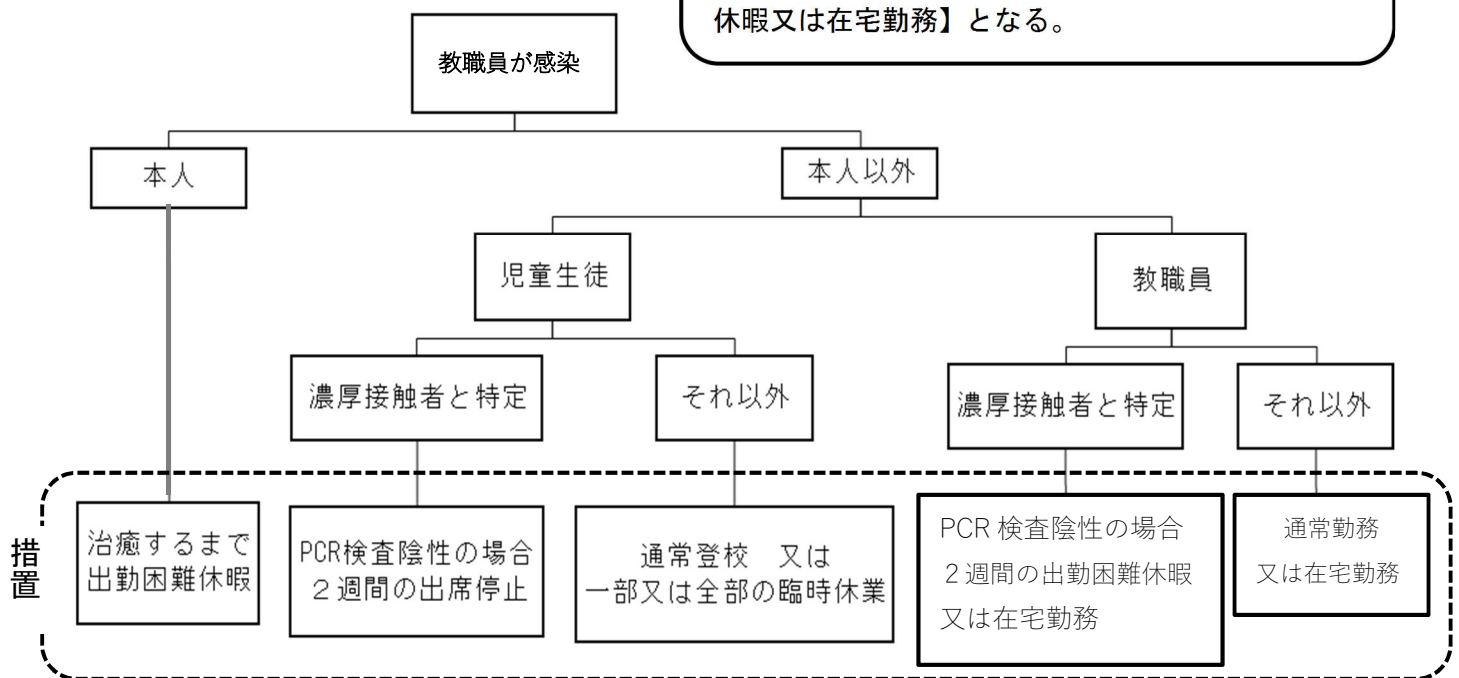 休暇又は在宅勤務】となる。
教職員が感染
本人
本人以外
児童生徒
教職員
濃厚接触者と特定
それ以外
濃厚接触者と特定
それ以外
措置
治癒するまで
出勤困難休暇
PCR検査陰性の場合
2週間の出席停止
通常登校 又は
一部又は全部の臨時休業
PCR 検査陰性の場合
2週間の出勤困難休暇
又は在宅勤務
通常勤務
又は在宅勤務